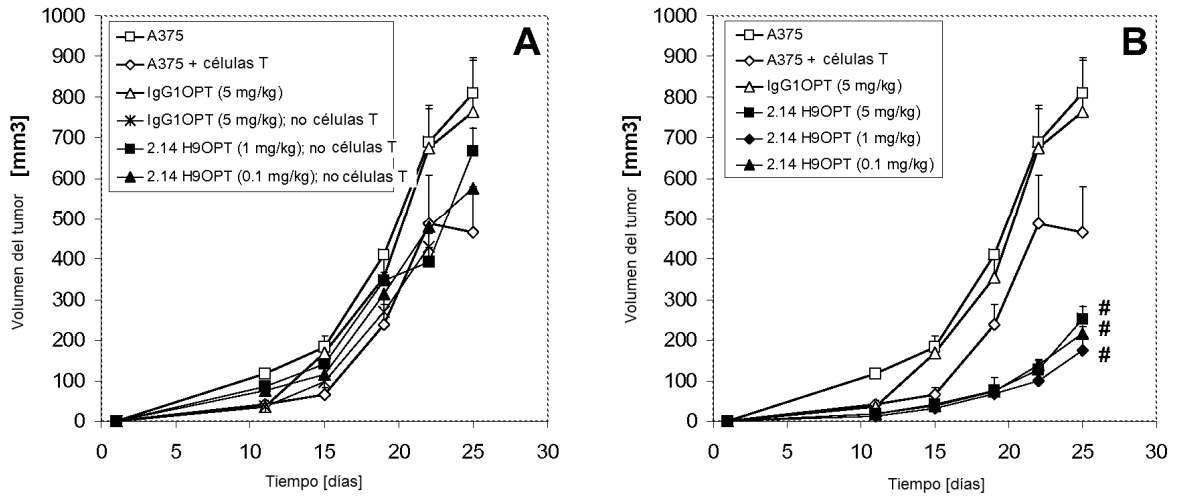 A
1000
900
800
700
600
500
400
300
200
100
0
Volumen del tumor [mm3]
0 5 10 15 20 25 30
Tiempo [días]
A375
A375 + células T
IgG1OPT (5 mg/kg)
IgG1OPT (5 mg/kg); no células T
2.14 H9OPT (1 mg/kg); no células T
2.14 H9OPT (0.1 mg/kg); no células T
B
1000
900
800
700
600
500
400
300
200
100
0
Volumen del tumor [mm3]
0 5 10 15 20 25 30
Tiempo [días]
A375
A375 + células T
IgG1OPT (5 mg/kg)
2.14 H9OPT (5 mg/kg)
2.14 H9OPT (1 mg/kg)
2.14 H9OPT (0.1 mg/kg)
#
#
#